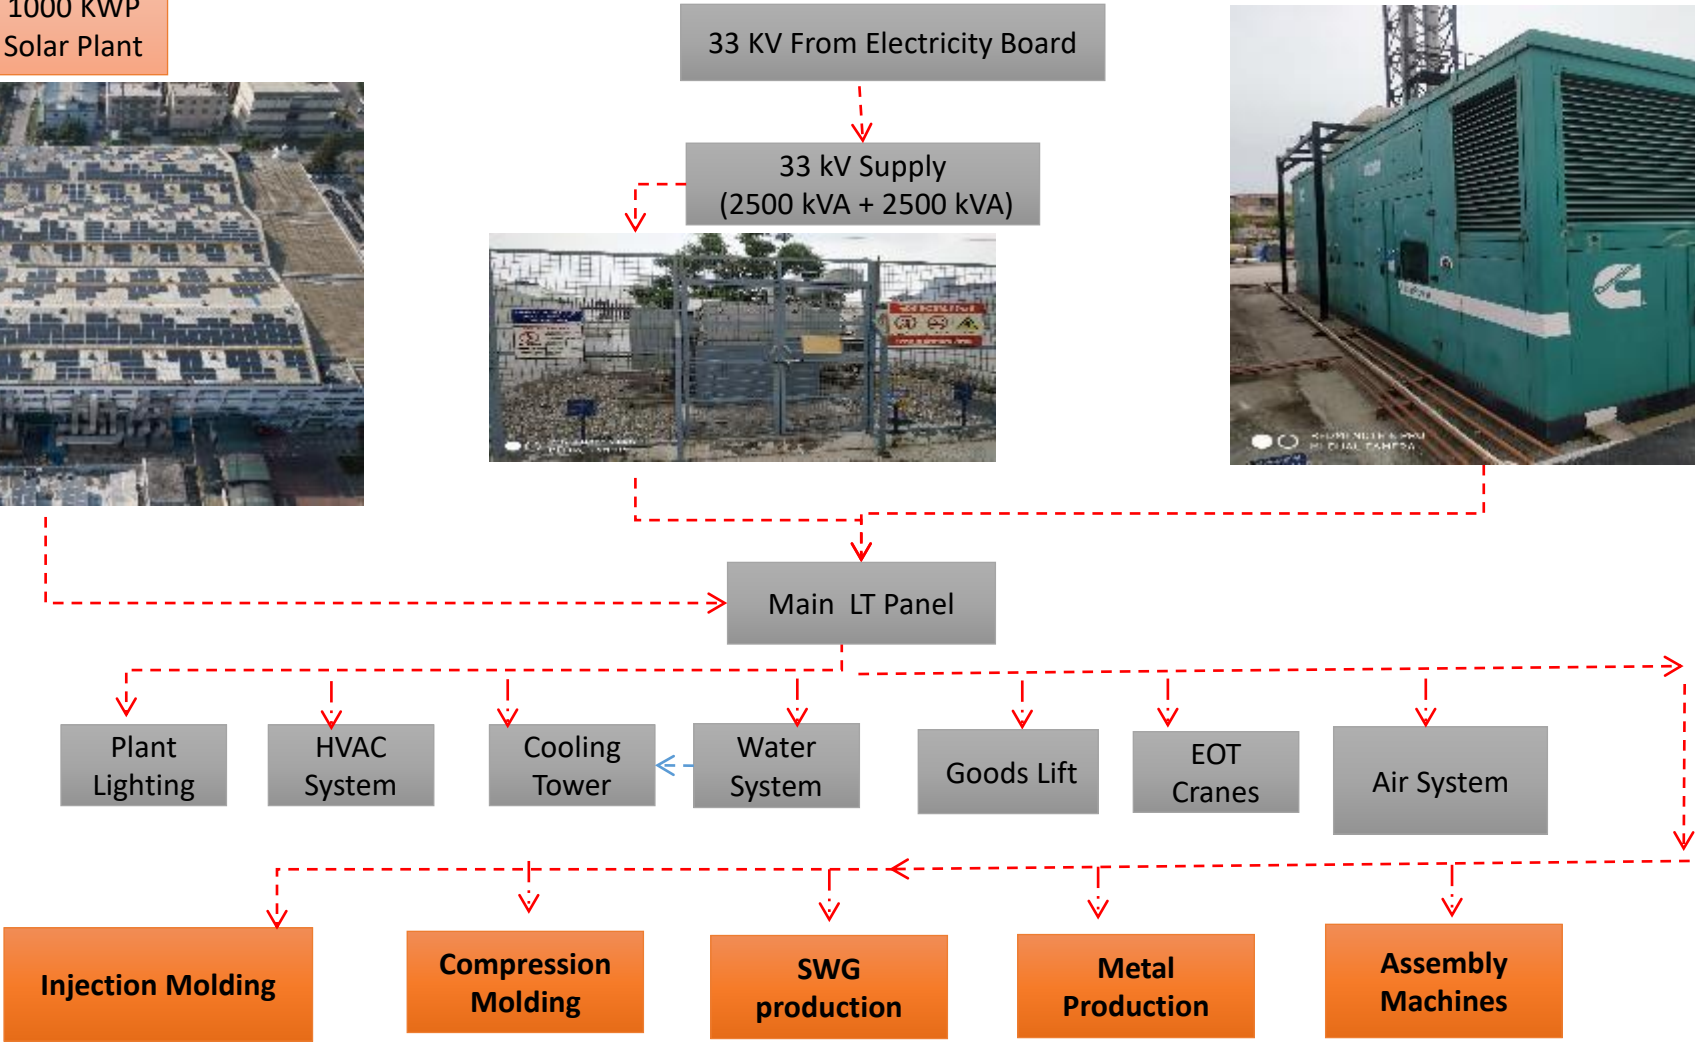 1000 KWP
Solar Plant
33 KV From Electricity Board
33 kV Supply
(2500 kVA + 2500 kVA)
Main LT Panel
Plant
Lighting
HVAC
System
Cooling
Tower
Water
System
Goods Lift
EOT
Cranes
Air System
Injection Molding
Compression
Molding
SWG
production
Metal
Production
Assembly
Machines